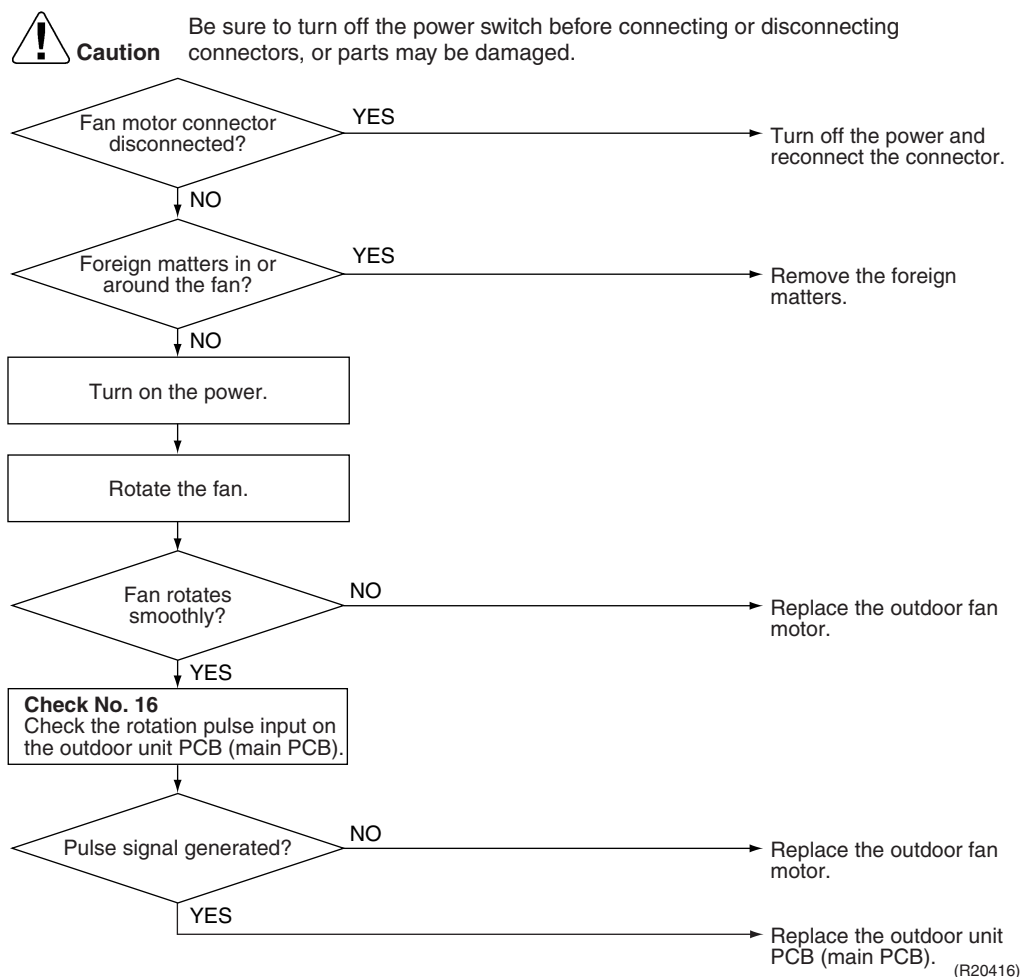 Be sure to turn off the power switch before connecting or disconnecting
Caution connectors, or parts may be damaged.
Fan motor connector
disconnected?
YES
Turn off the power and
reconnect the connector.
NO
Foreign matters in or
around the fan?
YES
Remove the foreign
matters.
NO
Turn on the power.
Rotate the fan.
Fan rotates
smoothly?
NO
Replace the outdoor fan
motor.
YES
Check No. 16
Check the rotation pulse input on
the outdoor unit PCB (main PCB).
Pulse signal generated?
NO
Replace the outdoor fan
motor.
YES
Replace the outdoor unit
PCB (main PCB).
(R20416)